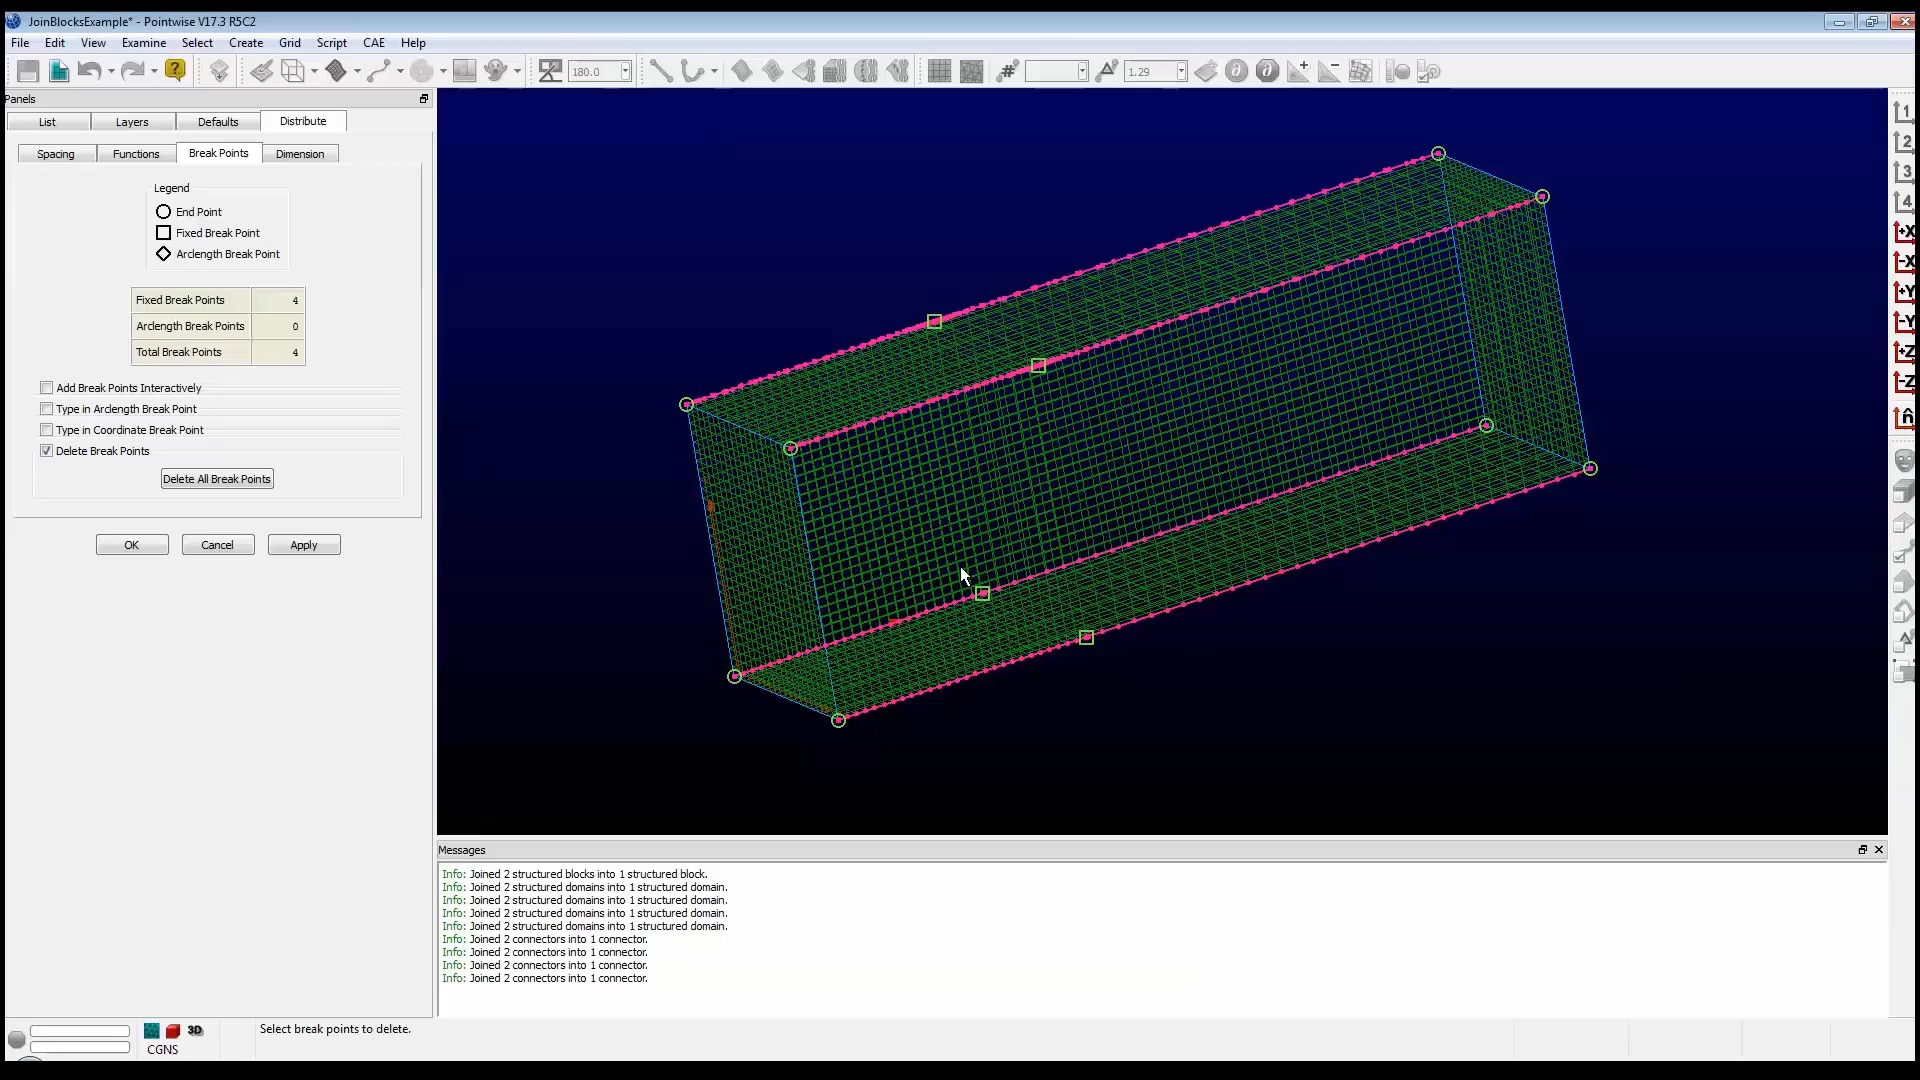 JoinBlocksExample* - Pointwise V17.3 R5C2
File Edit View Examine Select Create Grid Script CAE Help
180.0 1.29
Panels
List Layers Defaults Distribute
Spacing Functions Break Points Dimension
Legend
End Point
Fixed Break Point
Arclength Break Point
Fixed Break Points 4
Arclength Break Points 0
Total Break Points 4
Add Break Points Interactively
Type in Arclength Break Point
Type in Coordinate Break Point
Delete Break Points
Delete All Break Points
OK Cancel Apply
1
2
3
4
+X
-X
+Y
-Y
+Z
-Z
n̂
Messages
Info: Joined 2 structured blocks into 1 structured block.
Info: Joined 2 structured domains into 1 structured domain.
Info: Joined 2 structured domains into 1 structured domain.
Info: Joined 2 structured domains into 1 structured domain.
Info: Joined 2 structured domains into 1 structured domain.
Info: Joined 2 connectors into 1 connector.
Info: Joined 2 connectors into 1 connector.
Info: Joined 2 connectors into 1 connector.
Info: Joined 2 connectors into 1 connector.
3D
Select break points to delete.
CGNS